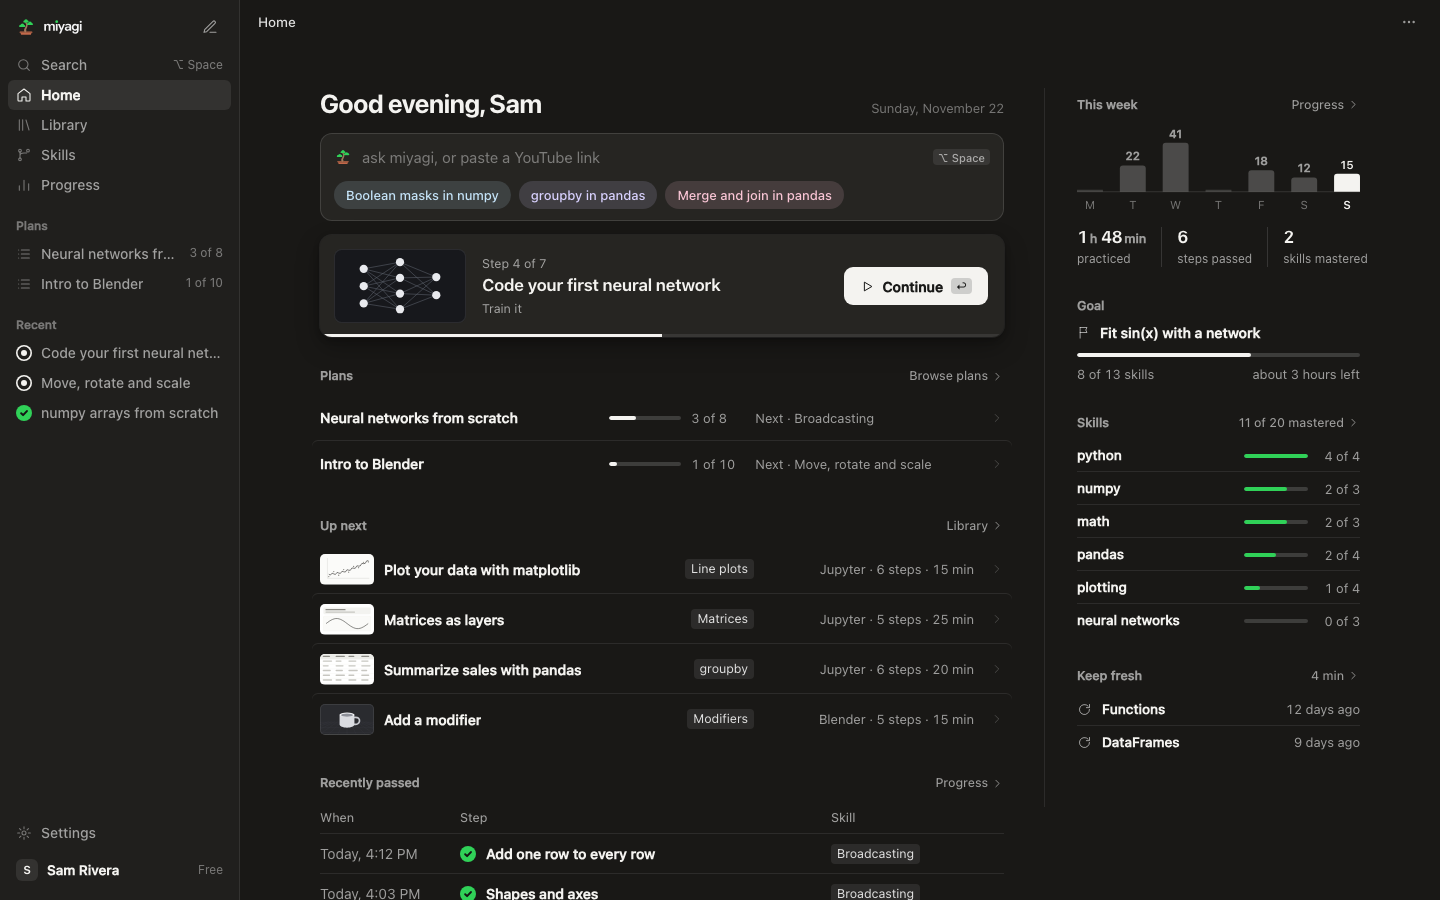 miyagi
Search
⌥ Space
Home
Library
Skills
Progress
Plans
Neural networks fr...
3 of 8
Intro to Blender
1 of 10
Recent
Code your first neural net...
Move, rotate and scale
numpy arrays from scratch
Settings
S
Sam Rivera
Free
Home
Good evening, Sam
Sunday, November 22
ask miyagi, or paste a YouTube link
⌥ Space
Boolean masks in numpy
groupby in pandas
Merge and join in pandas
Step 4 of 7
Code your first neural network
Train it
Continue
Plans
Browse plans
Neural networks from scratch
3 of 8
Next · Broadcasting
Intro to Blender
1 of 10
Next · Move, rotate and scale
Up next
Library
Plot your data with matplotlib
Line plots
Jupyter · 6 steps · 15 min
Matrices as layers
Matrices
Jupyter · 5 steps · 25 min
Summarize sales with pandas
groupby
Jupyter · 6 steps · 20 min
Add a modifier
Modifiers
Blender · 5 steps · 15 min
Recently passed
Progress
When
Step
Skill
Today, 4:12 PM
Add one row to every row
Broadcasting
Today, 4:03 PM
Shapes and axes
Broadcasting
This week
Progress
22 41 18 12 15
M T W T F S S
1 h 48 min
practiced
6
steps passed
2
skills mastered
Goal
Fit sin(x) with a network
8 of 13 skills
about 3 hours left
Skills
11 of 20 mastered
python
4 of 4
numpy
2 of 3
math
2 of 3
pandas
2 of 4
plotting
1 of 4
neural networks
0 of 3
Keep fresh
4 min
Functions
12 days ago
DataFrames
9 days ago